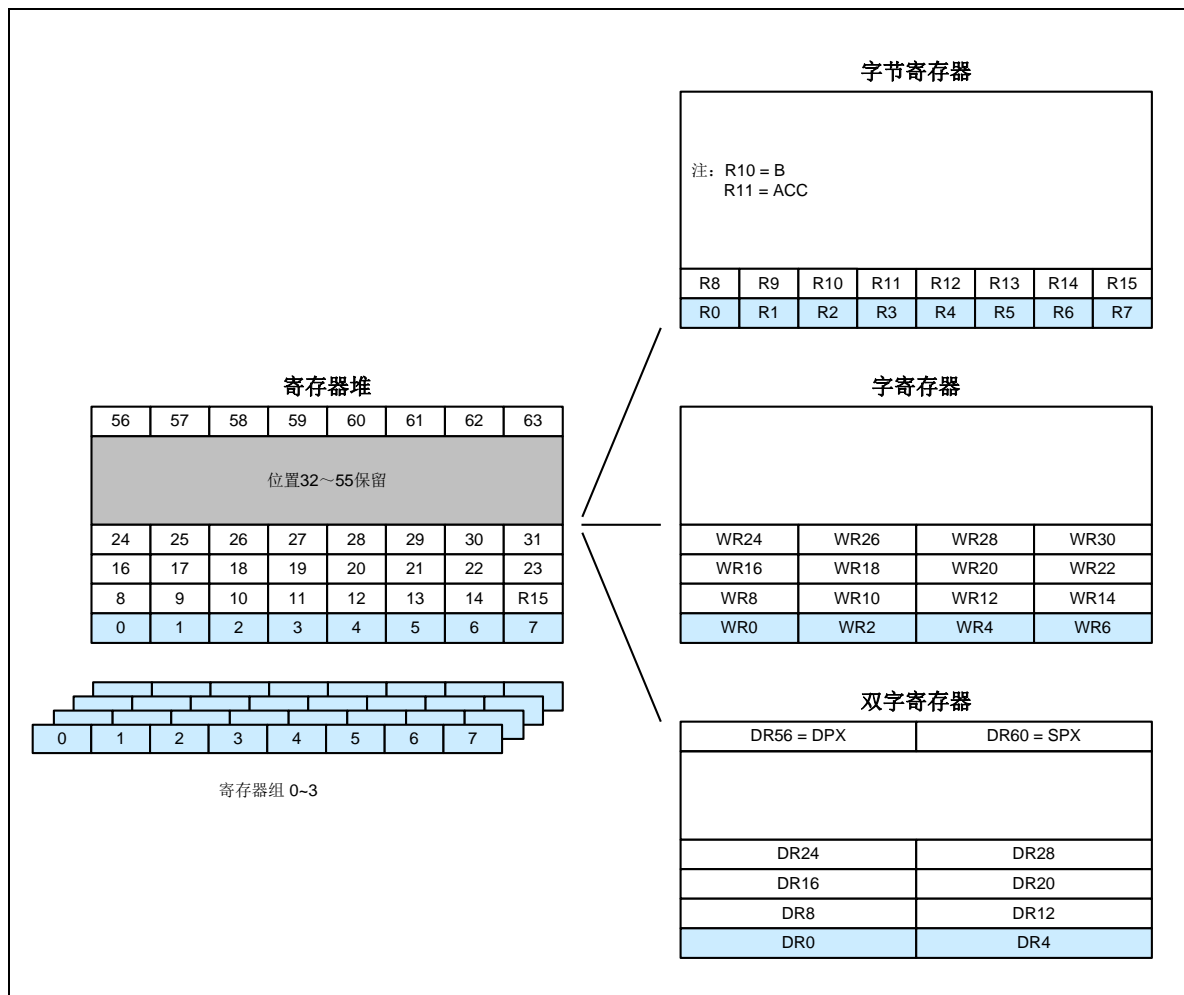 字节寄存器
注：R10 = B
R11 = ACC
R8 R9 R10 R11 R12 R13 R14 R15
R0 R1 R2 R3 R4 R5 R6 R7
寄存器堆
56 57 58 59 60 61 62 63
位置32～55保留
24 25 26 27 28 29 30 31
16 17 18 19 20 21 22 23
8 9 10 11 12 13 14 R15
0 1 2 3 4 5 6 7
0 1 2 3 4 5 6 7
寄存器组 0~3
字寄存器
WR24 WR26 WR28 WR30
WR16 WR18 WR20 WR22
WR8 WR10 WR12 WR14
WR0 WR2 WR4 WR6
双字寄存器
DR56 = DPX DR60 = SPX
DR24 DR28
DR16 DR20
DR8 DR12
DR0 DR4